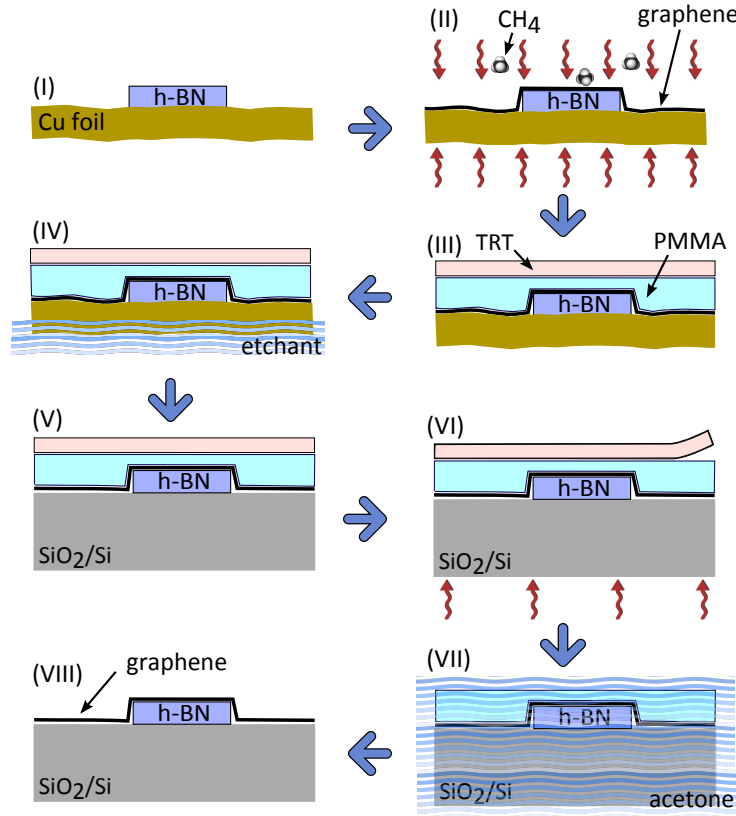 (I)
h-BN
Cu foil
(II)
CH4
graphene
h-BN
(III)
TRT
PMMA
h-BN
(IV)
h-BN
etchant
(V)
h-BN
SiO2/Si
(VI)
h-BN
SiO2/Si
(VII)
h-BN
SiO2/Si
acetone
(VIII)
graphene
h-BN
SiO2/Si